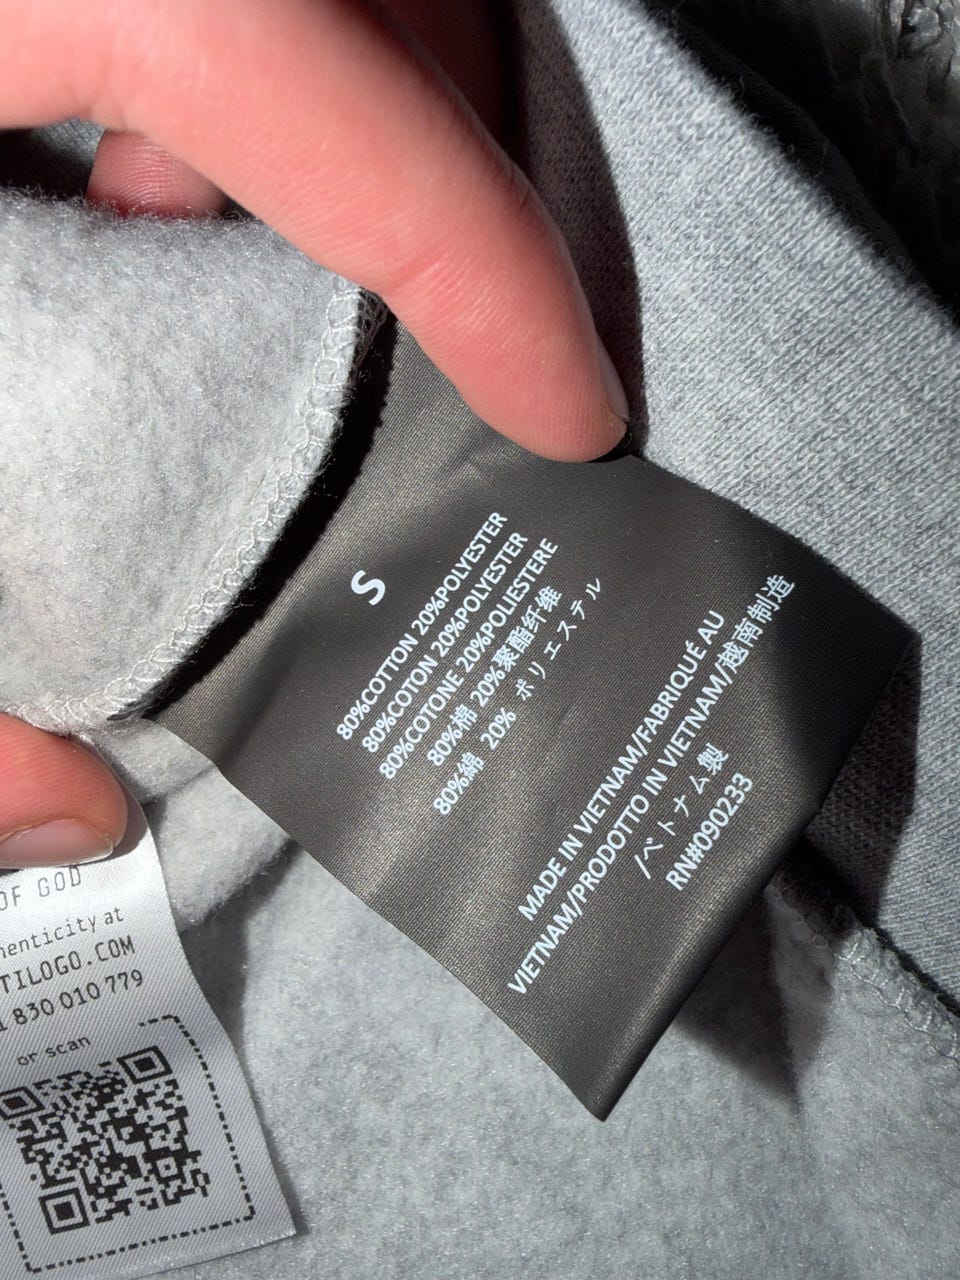 S
80%COTTON 20%POLYESTER
80%COTON 20%POLYESTER
80%COTONE 20%POLIESTERE
80%棉 20%聚酯纤维
80%綿 20% ポリエステル
MADE IN VIETNAM/FABRIQUÉ AU
VIETNAM/PRODOTTO IN VIETNAM/越南制造
/ベトナム製
RN#090233
OF GOD
at
.COM
830 010 779
or scan